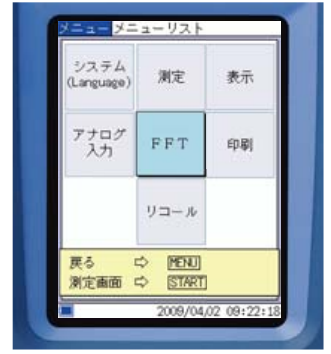 メニュー メニューリスト
システム 測定 表示
(Language)
アナログ FFT 印刷
入力
リコール
戻る ⇨ MENU
測定画面 ⇨ START
2009/04/02 09:22:18